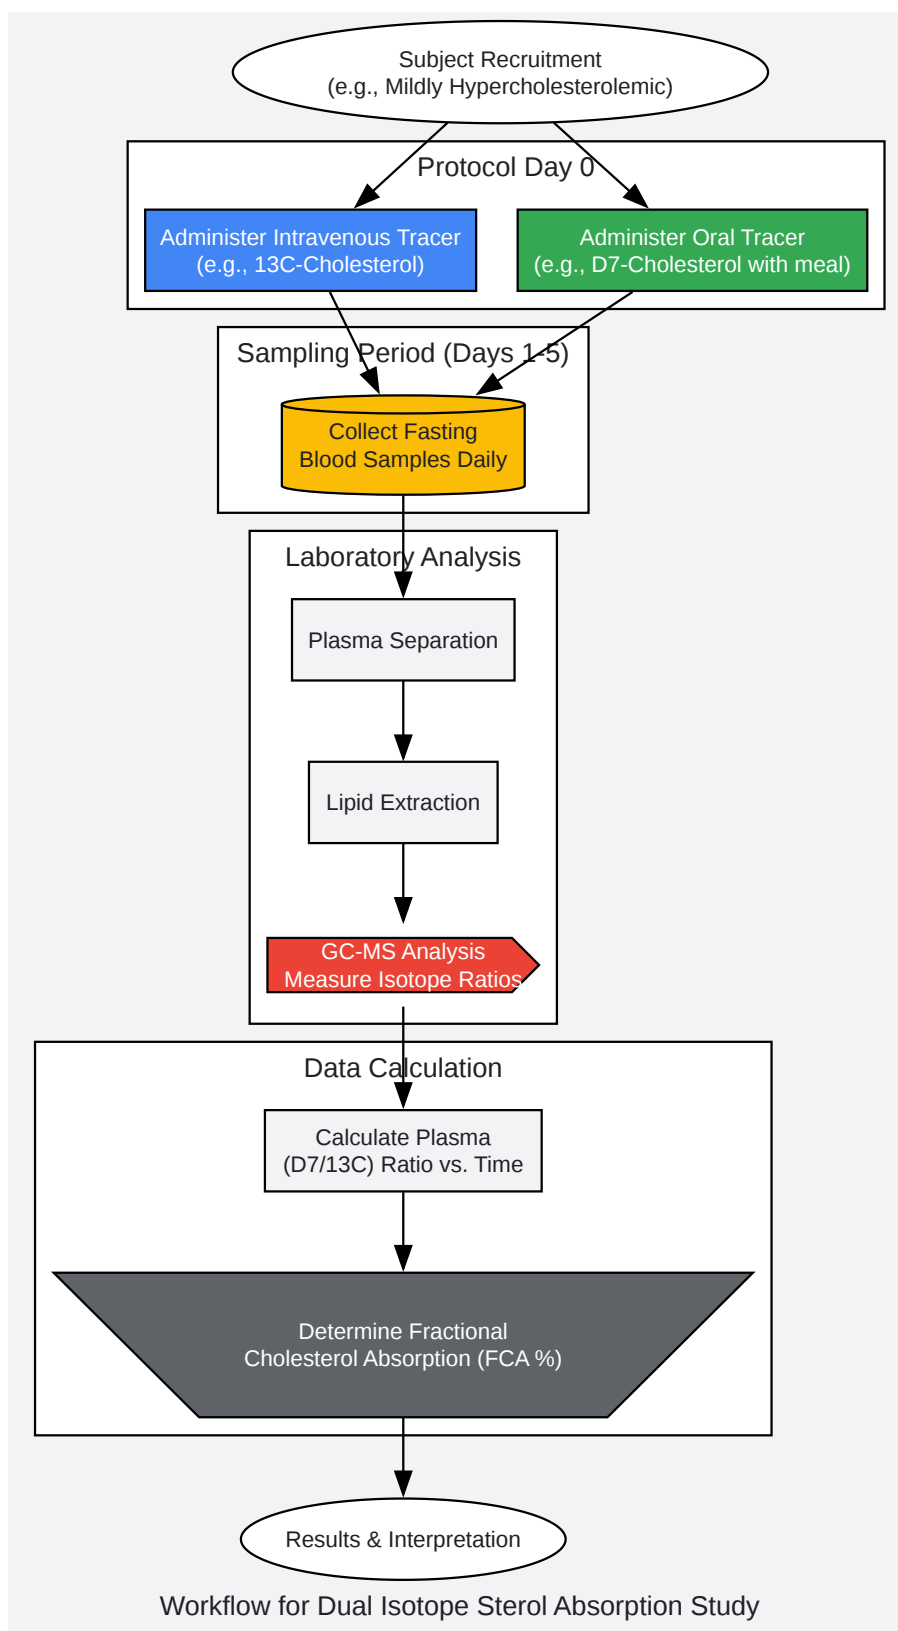 Subject Recruitment
(e.g., Mildly Hypercholesterolemic)
Protocol Day 0
Administer Intravenous Tracer
(e.g., 13C-Cholesterol)
Administer Oral Tracer
(e.g., D7-Cholesterol with meal)
Sampling Period (Days 1-5)
Collect Fasting
Blood Samples Daily
Laboratory Analysis
Plasma Separation
Lipid Extraction
GC-MS Analysis
Measure Isotope Ratios
Data Calculation
Calculate Plasma
(D7/13C) Ratio vs. Time
Determine Fractional
Cholesterol Absorption (FCA %)
Results & Interpretation
Workflow for Dual Isotope Sterol Absorption Study